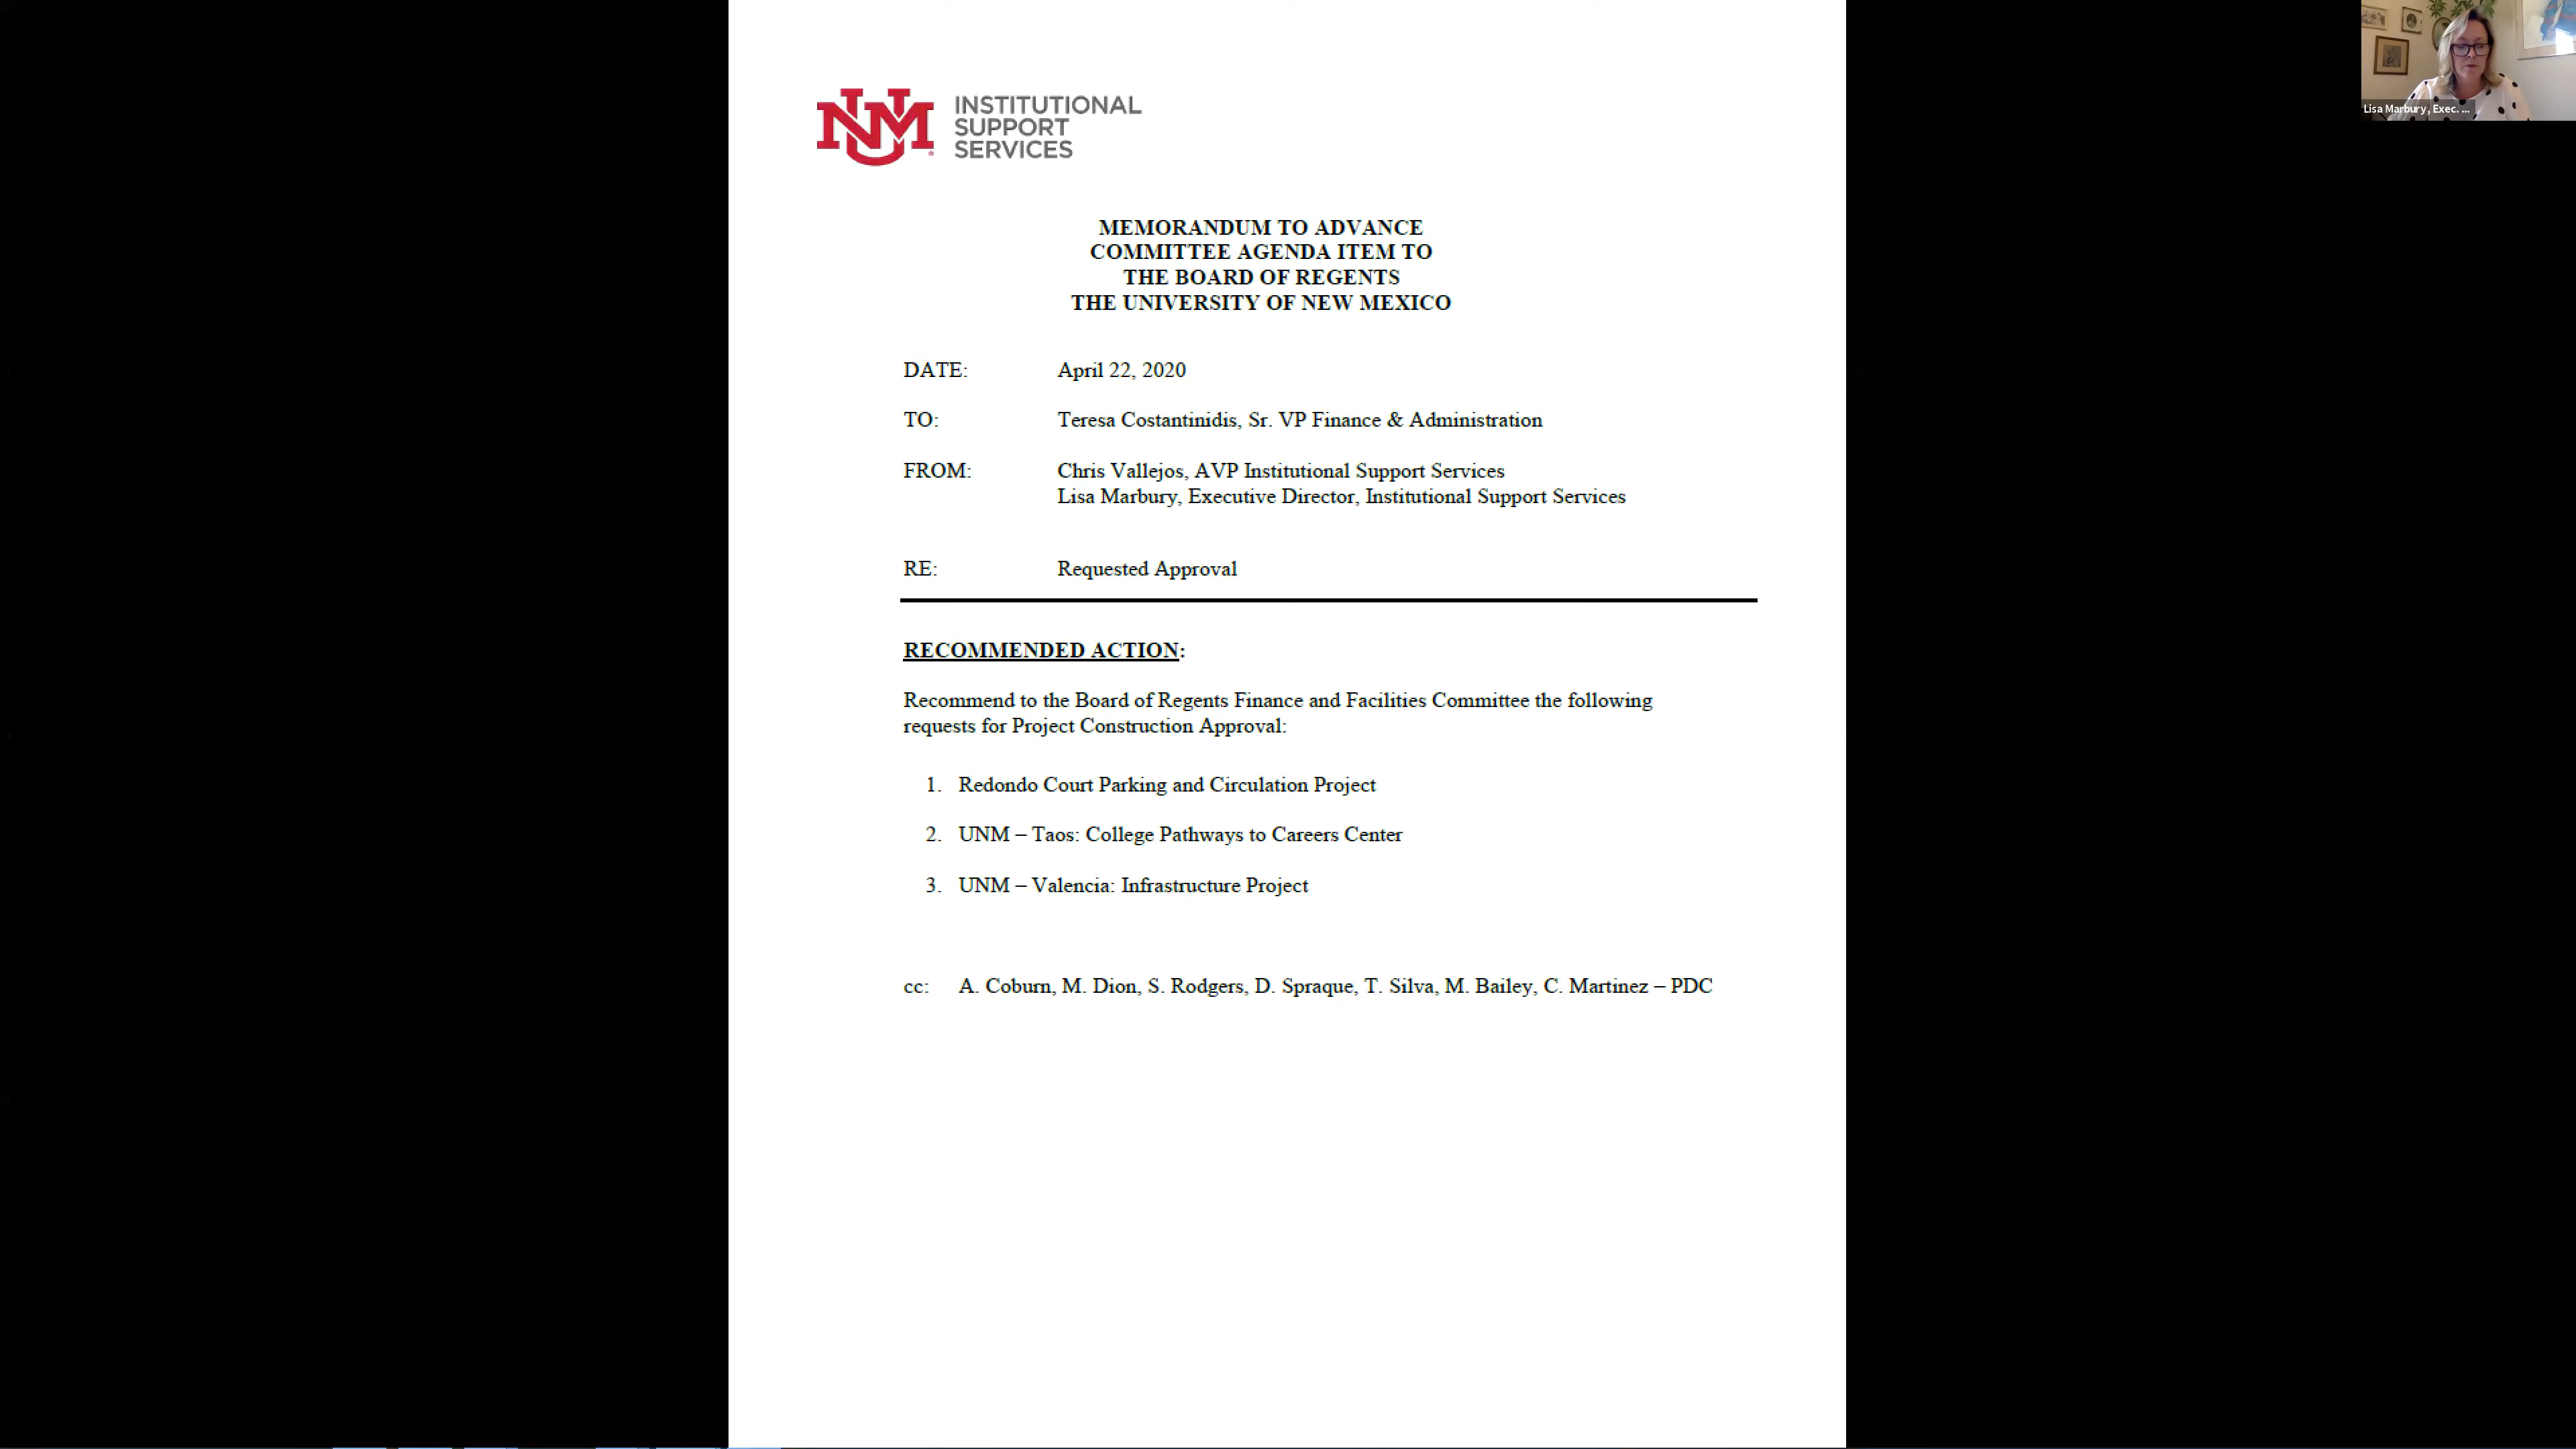 UNM INSTITUTIONAL
SUPPORT
SERVICES
MEMORANDUM TO ADVANCE
COMMITTEE AGENDA ITEM TO
THE BOARD OF REGENTS
THE UNIVERSITY OF NEW MEXICO
DATE: April 22, 2020
TO: Teresa Costantinidis, Sr. VP Finance & Administration
FROM: Chris Vallejos, AVP Institutional Support Services
Lisa Marbury, Executive Director, Institutional Support Services
RE: Requested Approval
RECOMMENDED ACTION:
Recommend to the Board of Regents Finance and Facilities Committee the following
requests for Project Construction Approval:
1. Redondo Court Parking and Circulation Project
2. UNM – Taos: College Pathways to Careers Center
3. UNM – Valencia: Infrastructure Project
cc: A. Coburn, M. Dion, S. Rodgers, D. Spraque, T. Silva, M. Bailey, C. Martinez – PDC
Lisa Marbury, Exec. ...